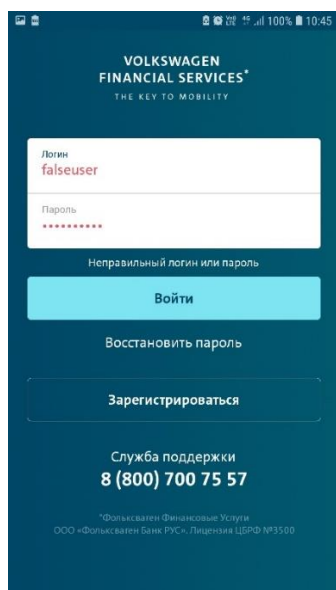 100% 10:45
VOLKSWAGEN
FINANCIAL SERVICES*
THE KEY TO MOBILITY
Логин
falseuser
Пароль
••••••••••
Неправильный логин или пароль
Войти
Восстановить пароль
Зарегистрироваться
Служба поддержки
8 (800) 700 75 57
*Фольксваген Финансовые Услуги
ООО «Фольксваген Банк РУС». Лицензия ЦБРФ №3500